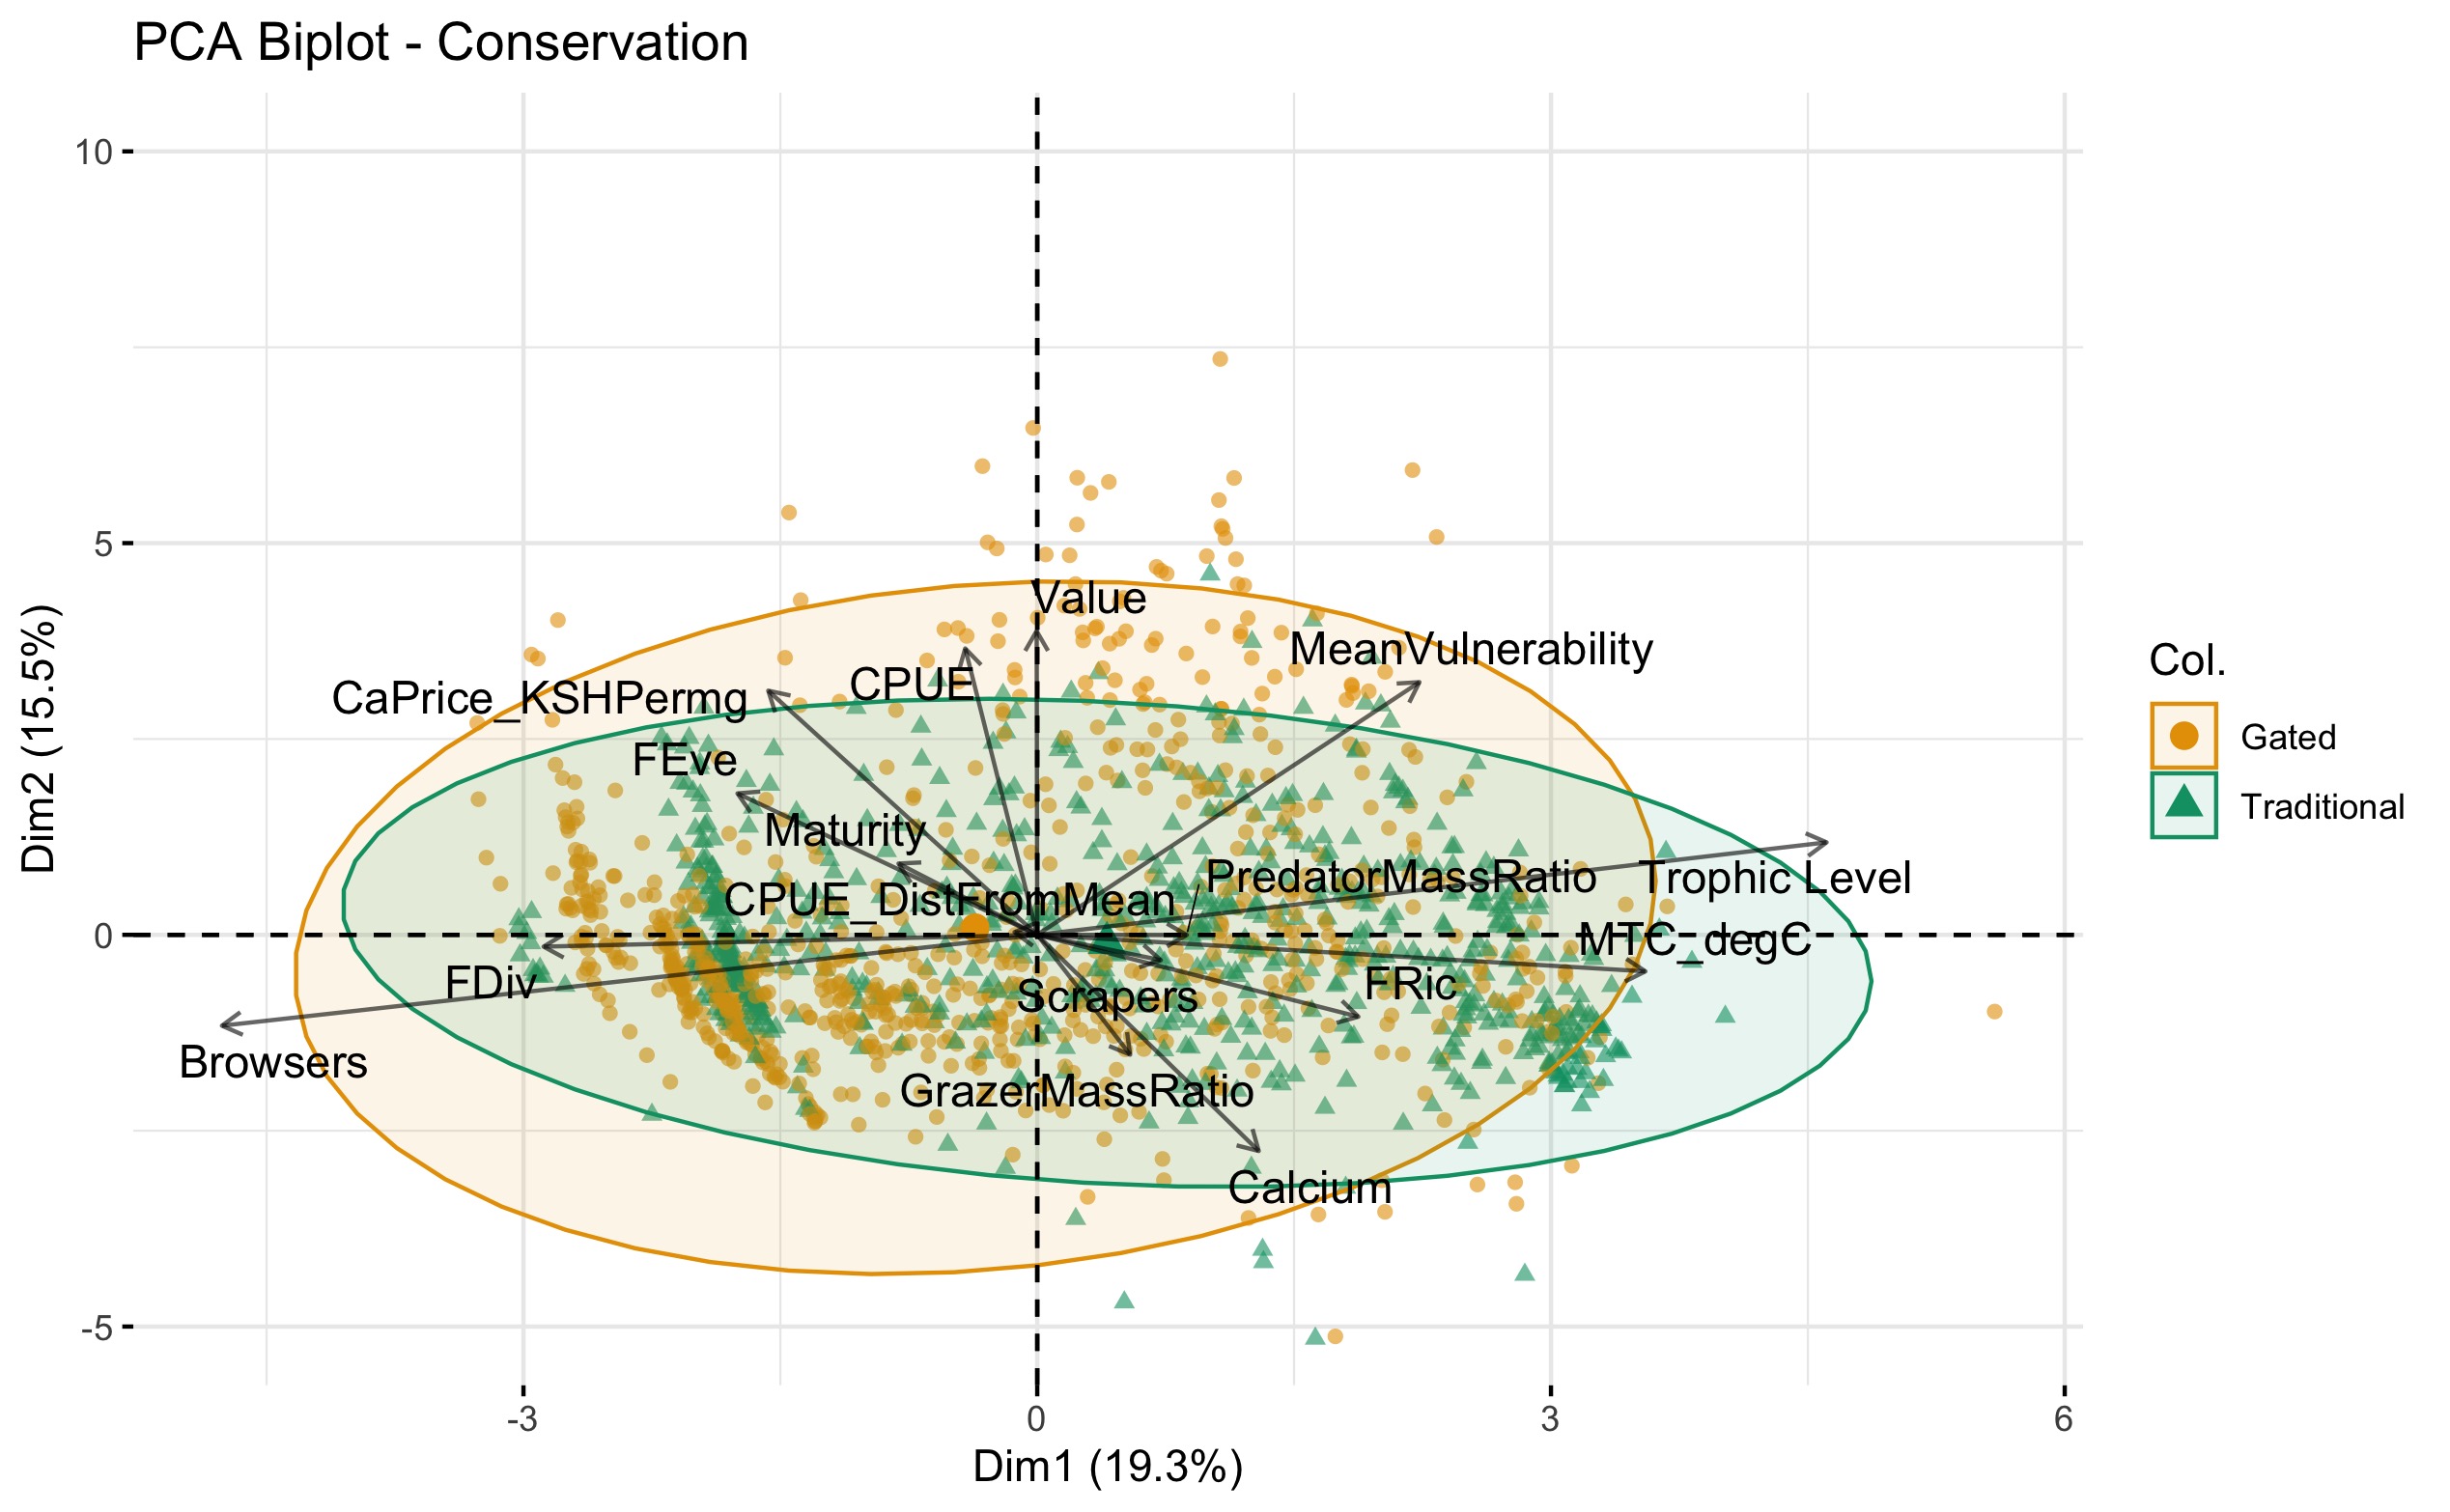 PCA Biplot - Conservation
10
5
0
-5
Dim2 (15.5%)
Value
MeanVulnerability
CPUE
CaPrice_KSHPermg
FEve
Maturity
PredatorMassRatio
Trophic Level
CPUE_DistFromMean
MTC_degC
FDiv
FRic
Scrapers
Browsers
GrazerMassRatio
Calcium
-3
0
3
6
Dim1 (19.3%)
Col.
Gated
Traditional